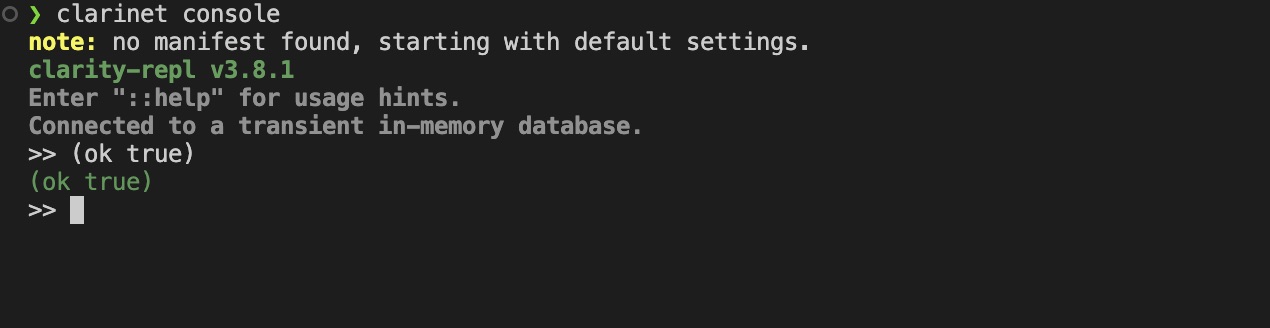 ❯ clarinet console
note: no manifest found, starting with default settings.
clarity-repl v3.8.1
Enter "::help" for usage hints.
Connected to a transient in-memory database.
>> (ok true)
(ok true)
>>